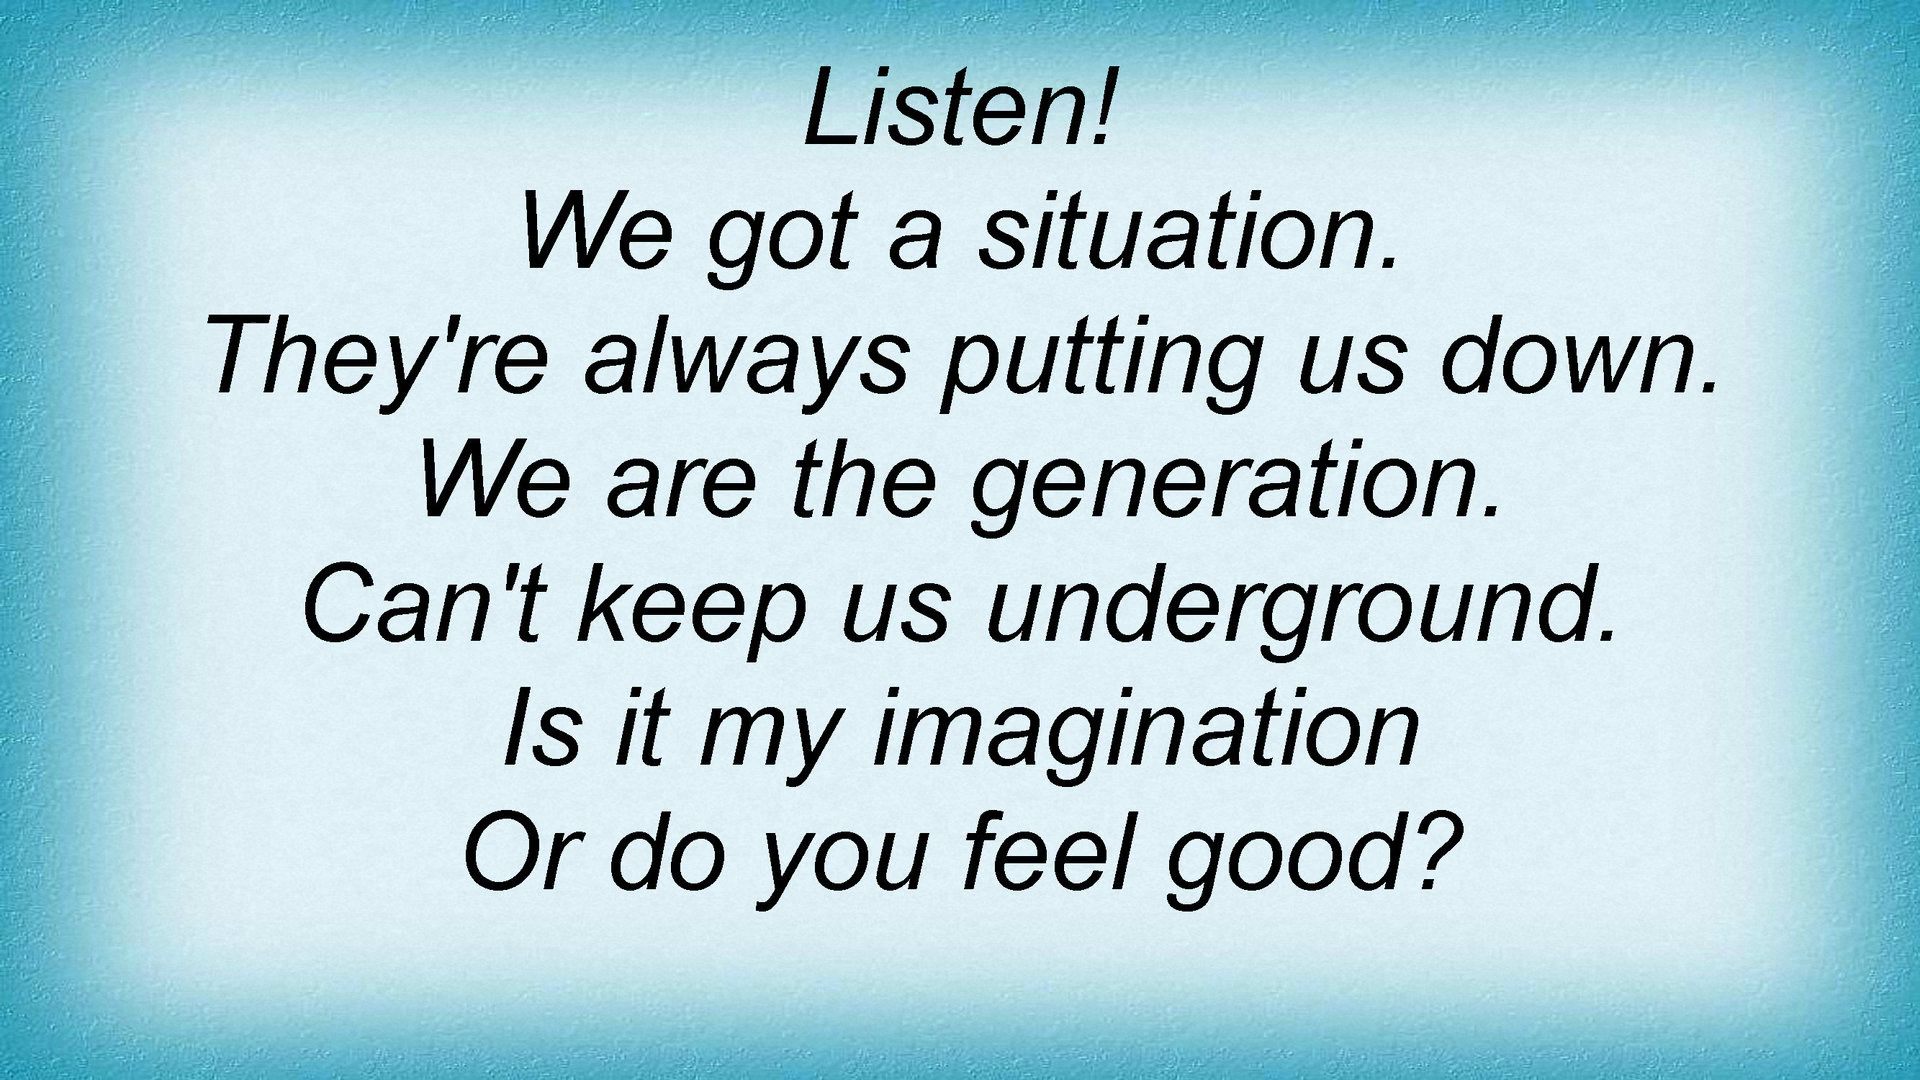 Listen!
We got a situation.
They're always putting us down.
We are the generation.
Can't keep us underground.
Is it my imagination
Or do you feel good?